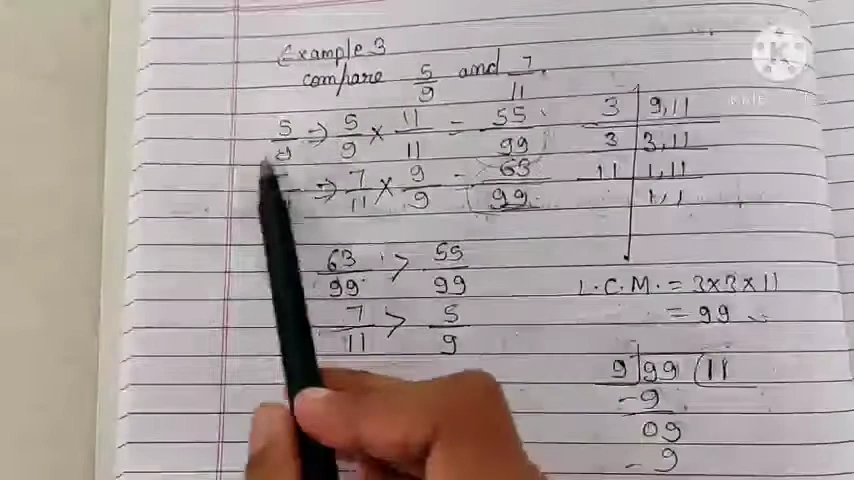 Example 3
compare 5/9 and 7/11.
5/9 ⇒ 5/9 × 11/11 = 55/99
⇒ 7/11 × 9/9 = 63/99
63/99 > 55/99
7/11 > 5/9
3 | 9,11
3 | 3,11
11 | 1,11
1,1
L.C.M. = 3×3×11
= 99
9)99(11
-9
09
-9
KINEMASTER